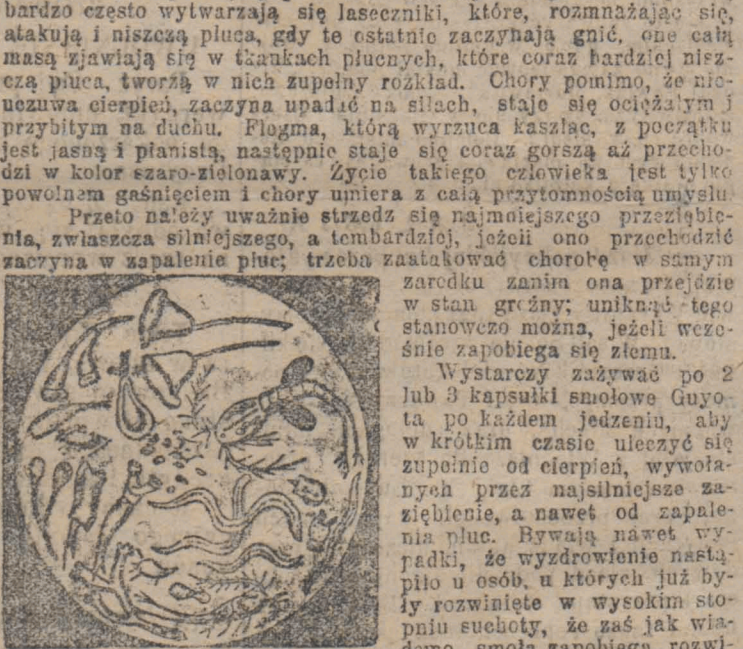 bardzo często wytwarzają się laseczniki, które, rozmnażając się,
atakują i niszczą płuca, gdy te ostatnie zaczynają gnić, one całą
masą zjawiają się w tkankach płucnych, które coraz bardziej nisz-
czą płuca, tworzą w nich zupełny rozkład. Chory pomimo, że nie-
uczuwa cierpień, zaczyna upadać na siłach, staje się ociężałym i
przybitym na duchu. Flegma, którą wyrzuca kaszląc, z początku
jest jasną i pianistą, następnie staje się coraz gorszą aż przecho-
dzi w kolor szaro-zielonawy. Życie takiego człowieka jest tylko
powolnem gaśnięciem i chory umiera z całą przytomnością umysłu
Przeto należy uważnie strzedz się najmniejszego przeziębie-
nia, zwłaszcza silniejszego, a tembardziej, jeżeli ono przechodzić
zaczyna w zapalenie płuc; trzeba zaatakować chorobę w samym
zarodku zanim ona przejdzie
w stan groźny; uniknąć tego
stanowczo można, jeżeli wcze-
śnie zapobiega się złemu.
Wystarczy zażywać po 2
lub 3 kapsułki smołowe Guyo-
ta po każdem jedzeniu, aby
w krótkim czasie uleczyć się
zupełnie od cierpień, wywoła-
nych przez najsilniejsze za-
ziębienie, a nawet od zapale-
nia płuc. Bywają nawet wy-
padki, że wyzdrowienie nastą-
piło u osób, u których już by-
ły rozwinięte w wysokim sto-
pniu suchoty, że zaś jak wia-
domo, smoła zapobiega rozwi-